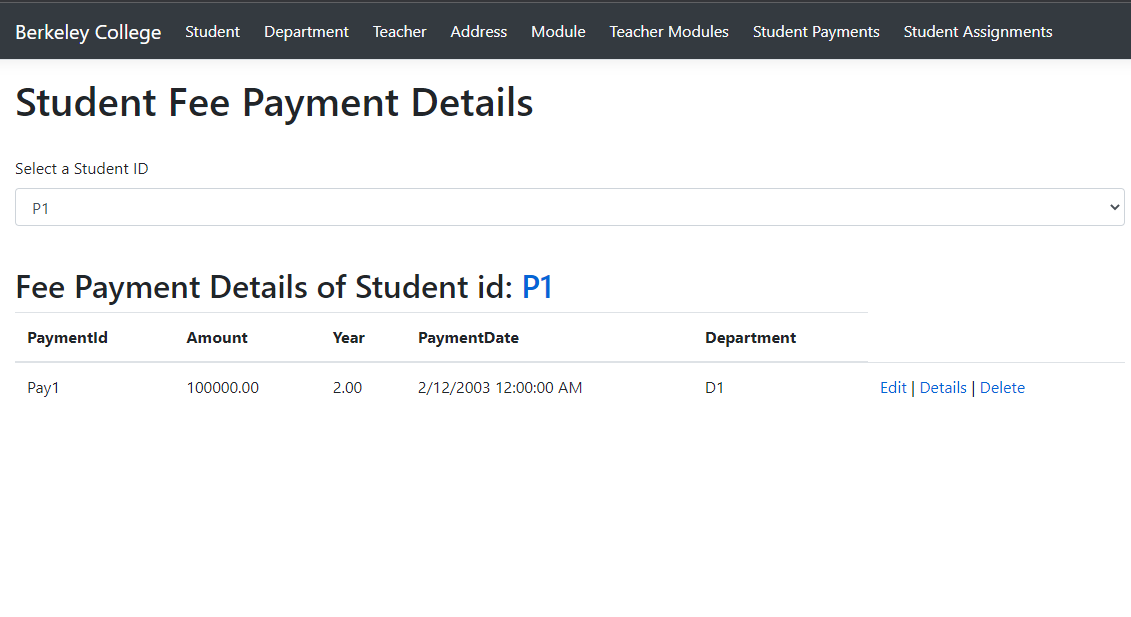 Berkeley College Student Department Teacher Address Module Teacher Modules Student Payments Student Assignments
Student Fee Payment Details
Select a Student ID
P1
Fee Payment Details of Student id: P1
PaymentId Amount Year PaymentDate Department
Pay1 100000.00 2.00 2/12/2003 12:00:00 AM D1 Edit | Details | Delete